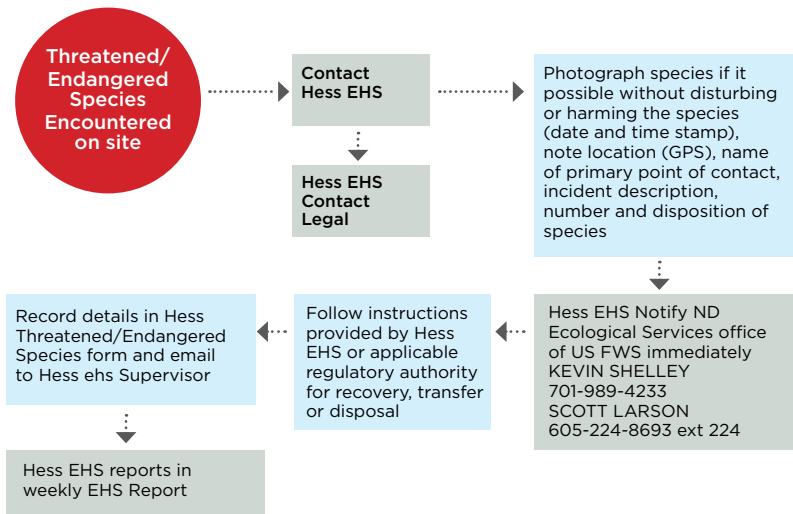 Threatened/
Endangered
Species
Encountered
on site
Contact
Hess EHS
Hess EHS
Contact
Legal
Photograph species if it
possible without disturbing
or harming the species
(date and time stamp),
note location (GPS), name
of primary point of contact,
incident description,
number and disposition of
species
Hess EHS Notify ND
Ecological Services office
of US FWS immediately
KEVIN SHELLEY
701-989-4233
SCOTT LARSON
605-224-8693 ext 224
Follow instructions
provided by Hess
EHS or applicable
regulatory authority
for recovery, transfer
or disposal
Record details in Hess
Threatened/Endangered
Species form and email
to Hess ehs Supervisor
Hess EHS reports in
weekly EHS Report